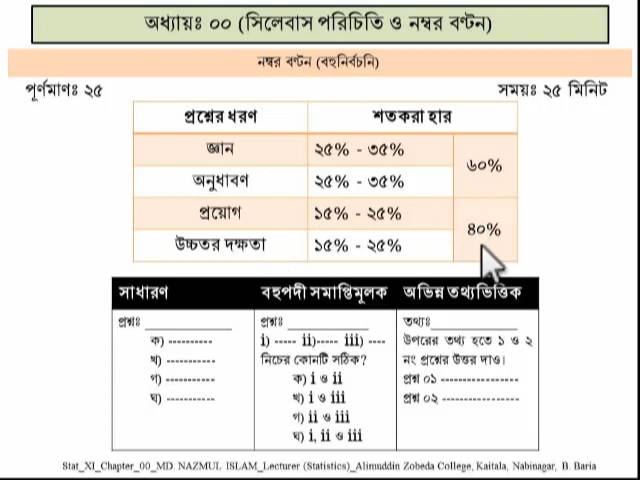 অধ্যায়ঃ ০০ (সিলেবাস পরিচিতি ও নম্বর বণ্টন)
নম্বর বণ্টন (বহুনির্বচনি)
পূর্ণমাণঃ ২৫ সময়ঃ ২৫ মিনিট
প্রশ্নের ধরণ শতকরা হার
জ্ঞান ২৫% - ৩৫%
৬০%
অনুধাবণ ২৫% - ৩৫%
প্রয়োগ ১৫% - ২৫%
৪০%
উচ্চতর দক্ষতা ১৫% - ২৫%
সাধারণ বহুপদী সমাপ্তিমূলক অভিন্ন তথ্যভিত্তিক
প্রশ্নঃ ____________
ক) ----------
খ) -----------
গ) -----------
ঘ) -----------
প্রশ্নঃ ____________
i) ----- ii)----- iii) ----
নিচের কোনটি সঠিক?
ক) i ও ii
খ) i ও iii
গ) ii ও iii
ঘ) i, ii ও iii
তথ্যঃ____________
উপরের তথ্য হতে ১ ও ২
নং প্রশ্নের উত্তর দাও।
প্রশ্ন ০১ ------------------
প্রশ্ন ০২ ------------------
Stat_XI_Chapter_00_MD. NAZMUL ISLAM_Lecturer (Statistics)_Alimuddin Zobeda College, Kaitala, Nabinagar, B. Baria